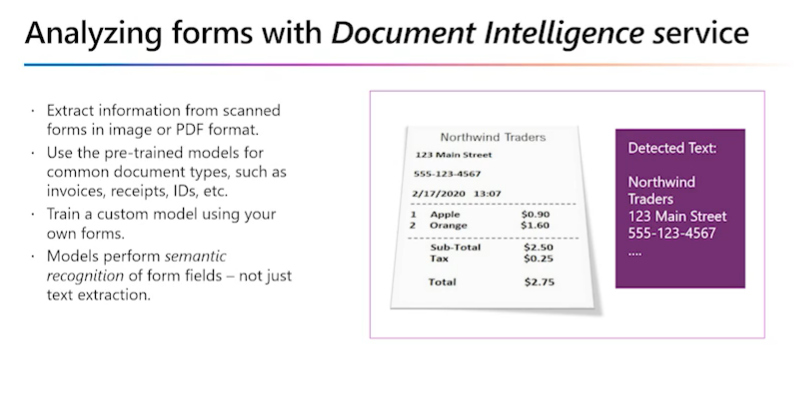 Analyzing forms with Document Intelligence service
· Extract information from scanned
forms in image or PDF format.
· Use the pre-trained models for
common document types, such as
invoices, receipts, IDs, etc.
· Train a custom model using your
own forms.
· Models perform semantic
recognition of form fields – not just
text extraction.
Northwind Traders
123 Main Street
555-123-4567
2/17/2020 13:07
1 Apple $0.90
2 Orange $1.60
Sub-Total $2.50
Tax $0.25
Total $2.75
Detected Text:
Northwind
Traders
123 Main Street
555-123-4567
....